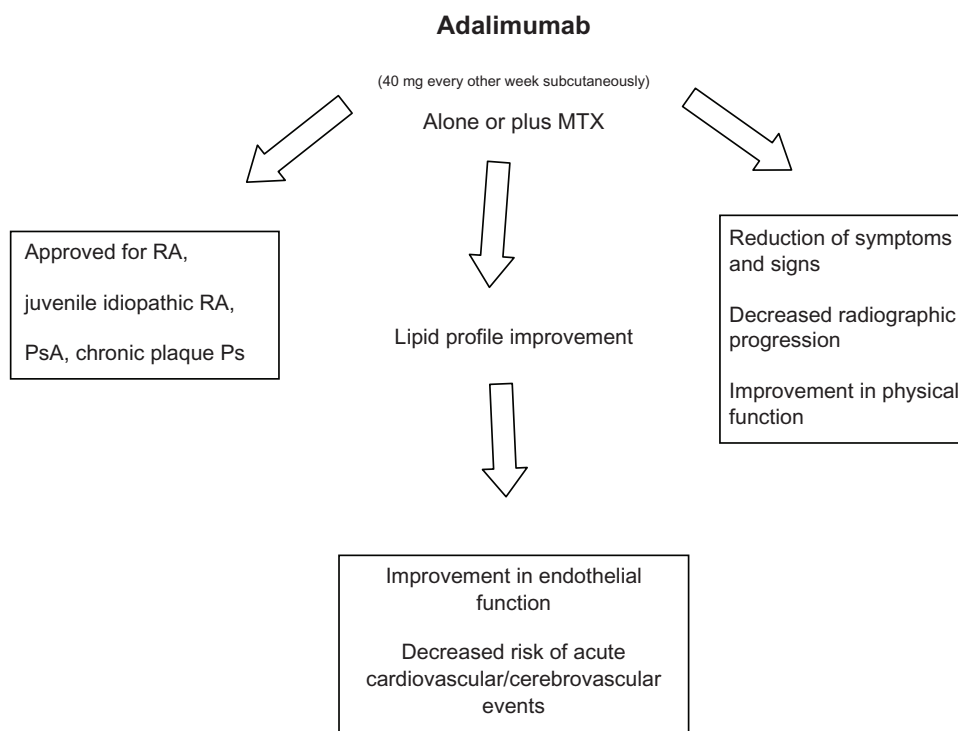 Adalimumab
(40 mg every other week subcutaneously)
Alone or plus MTX
Approved for RA,
juvenile idiopathic RA,
PsA, chronic plaque Ps
Lipid profile improvement
Reduction of symptoms
and signs
Decreased radiographic
progression
Improvement in physical
function
Improvement in endothelial
function
Decreased risk of acute
cardiovascular/cerebrovascular
events